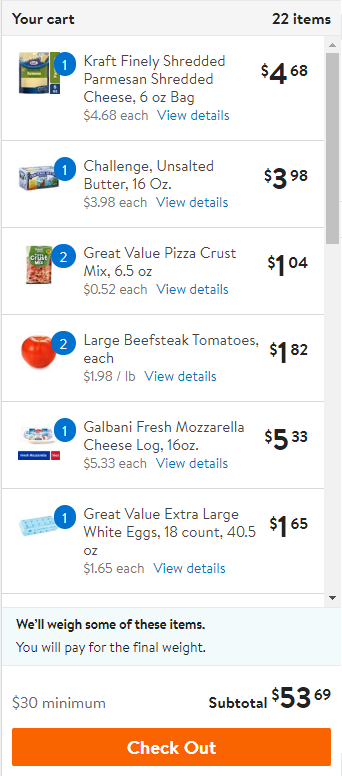 Your cart 22 items
1 Kraft Finely Shredded $4 68
Parmesan Shredded
Cheese, 6 oz Bag
$4.68 each View details
1 Challenge, Unsalted $3 98
Butter, 16 Oz.
$3.98 each View details
2 Great Value Pizza Crust $1 04
Mix, 6.5 oz
$0.52 each View details
2 Large Beefsteak Tomatoes, $1 82
each
$1.98 / lb View details
1 Galbani Fresh Mozzarella $5 33
Cheese Log, 16oz.
$5.33 each View details
1 Great Value Extra Large $1 65
White Eggs, 18 count, 40.5
oz
$1.65 each View details
We'll weigh some of these items.
You will pay for the final weight.
$30 minimum Subtotal $53 69
Check Out